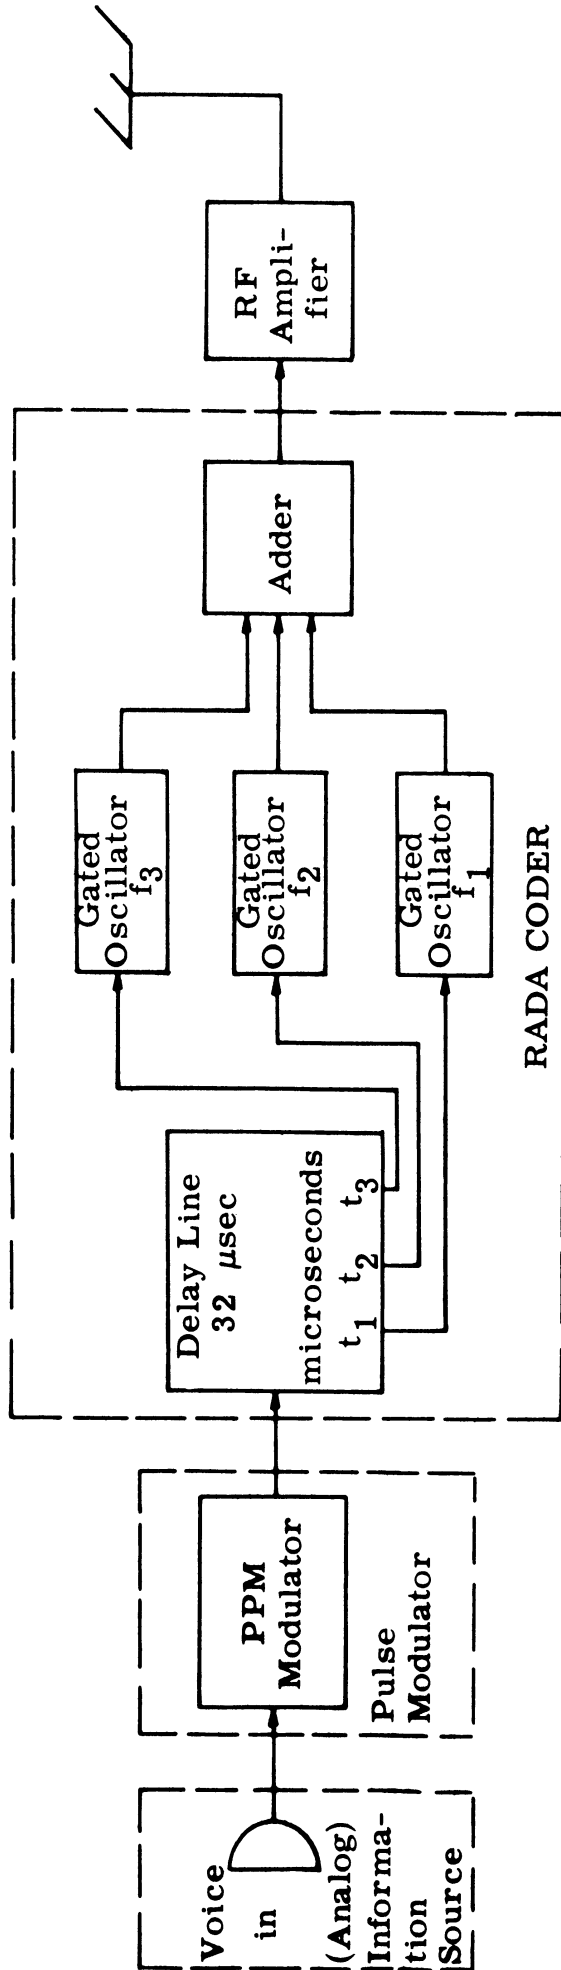 Voice
in
(Analog)
Informa-
tion
Source
PPM
Modulator
Pulse
Modulator
Delay Line
32 μsec
microseconds
t1 t2 t3
Gated
Oscillator
f3
Gated
Oscillator
f2
Gated
Oscillator
f1
Adder
RADA CODER
RF
Ampli-
fier